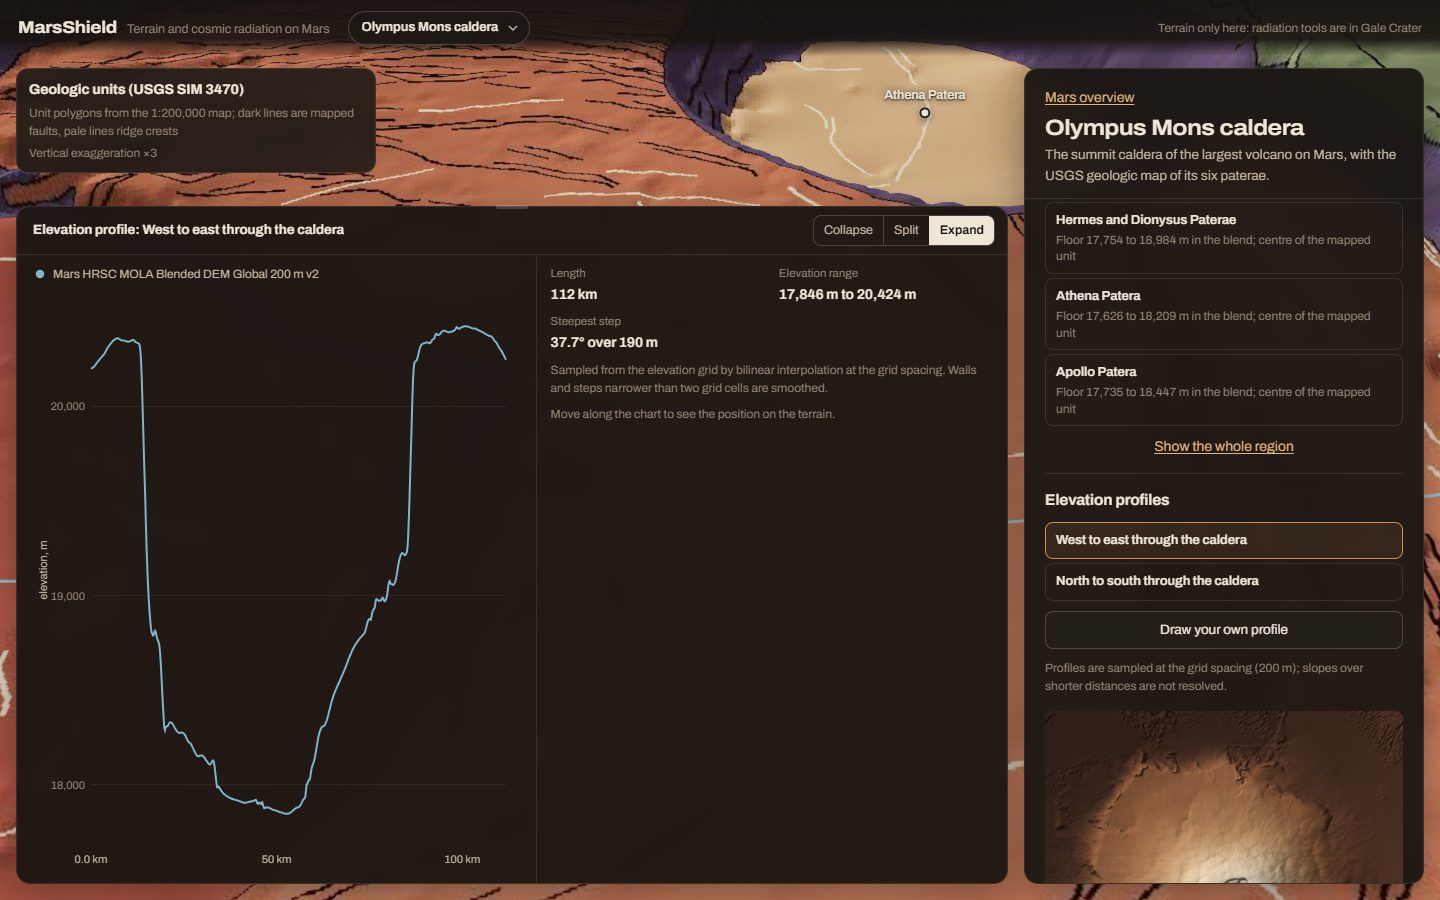 MarsShield Terrain and cosmic radiation on Mars Olympus Mons caldera Terrain only here: radiation tools are in Gale Crater
Geologic units (USGS SIM 3470)
Unit polygons from the 1:200,000 map; dark lines are mapped
faults, pale lines ridge crests
Vertical exaggeration ×3
Athena Patera
Elevation profile: West to east through the caldera
Collapse Split Expand
Mars HRSC MOLA Blended DEM Global 200 m v2
20,000
19,000
18,000
elevation, m
0.0 km 50 km 100 km
Length
112 km
Elevation range
17,846 m to 20,424 m
Steepest step
37.7° over 190 m
Sampled from the elevation grid by bilinear interpolation at the grid spacing. Walls
and steps narrower than two grid cells are smoothed.
Move along the chart to see the position on the terrain.
Mars overview
Olympus Mons caldera
The summit caldera of the largest volcano on Mars, with the
USGS geologic map of its six paterae.
Hermes and Dionysus Paterae
Floor 17,754 to 18,984 m in the blend; centre of the mapped
unit
Athena Patera
Floor 17,626 to 18,209 m in the blend; centre of the mapped
unit
Apollo Patera
Floor 17,735 to 18,447 m in the blend; centre of the mapped
unit
Show the whole region
Elevation profiles
West to east through the caldera
North to south through the caldera
Draw your own profile
Profiles are sampled at the grid spacing (200 m); slopes over
shorter distances are not resolved.